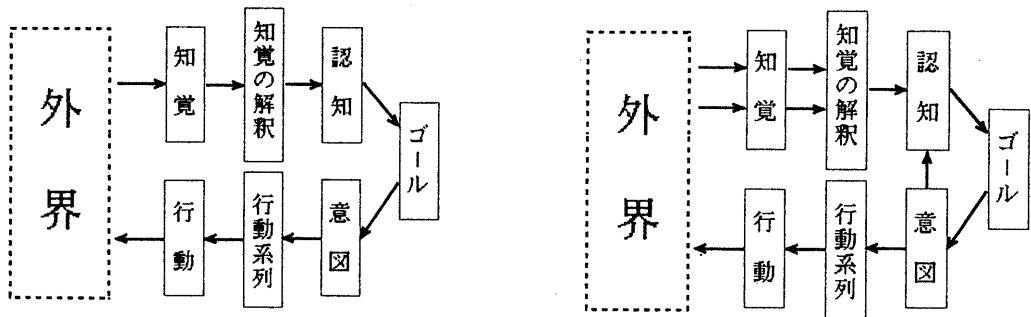 外界
知覚
知覚の解釈
認知
ゴール
意図
行動系列
行動
外界
知覚
知覚の解釈
認知
ゴール
意図
行動系列
行動